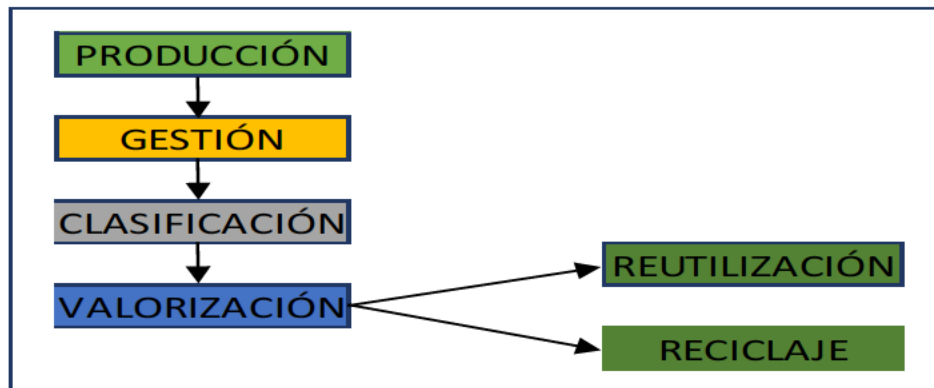 PRODUCCIÓN
GESTIÓN
CLASIFICACIÓN
VALORIZACIÓN
REUTILIZACIÓN
RECICLAJE